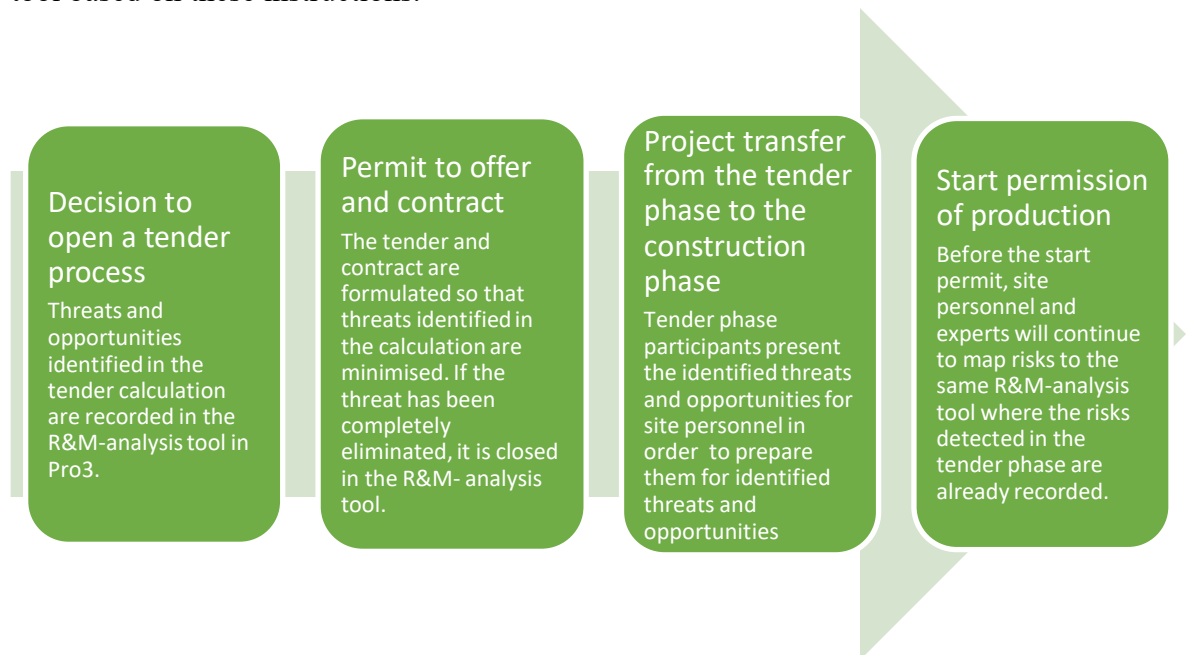 Decision to
open a tender
process
Threats and
opportunities
identified in the
tender calculation
are recorded in the
R&M-analysis tool in
Pro3.
Permit to offer
and contract
The tender and
contract are
formulated so that
threats identified in
the calculation are
minimised. If the
threat has been
completely
eliminated, it is closed
in the R&M- analysis
tool.
Project transfer
from the tender
phase to the
construction
phase
Tender phase
participants present
the identified threats
and opportunities for
site personnel in
order to prepare
them for identified
threats and
opportunities
Start permission
of production
Before the start
permit, site
personnel and
experts will continue
to map risks to the
same R&M-analysis
tool where the risks
detected in the
tender phase are
already recorded.